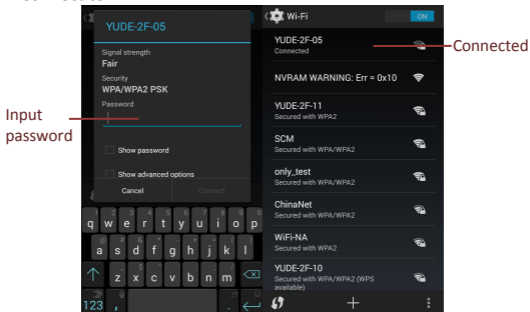 YUDE-2F-05
Signal strength
Fair
Security
WPA/WPA2 PSK
Password
Show password
Show advanced options
Cancel
Connect
q w e r t y u i o p
a s d f g h j k l
z x c v b n m
123 , .
Input
password
Wi-Fi
ON
YUDE-2F-05
Connected
NVRAM WARNING: Err = 0x10
YUDE-2F-11
Secured with WPA2
SCM
Secured with WPA/WPA2
only_test
Secured with WPA/WPA2
ChinaNet
Secured with WPA/WPA2
WiFi-NA
Secured with WPA2
YUDE-2F-10
Secured with WPA/WPA2 (WPS
available)
Connected